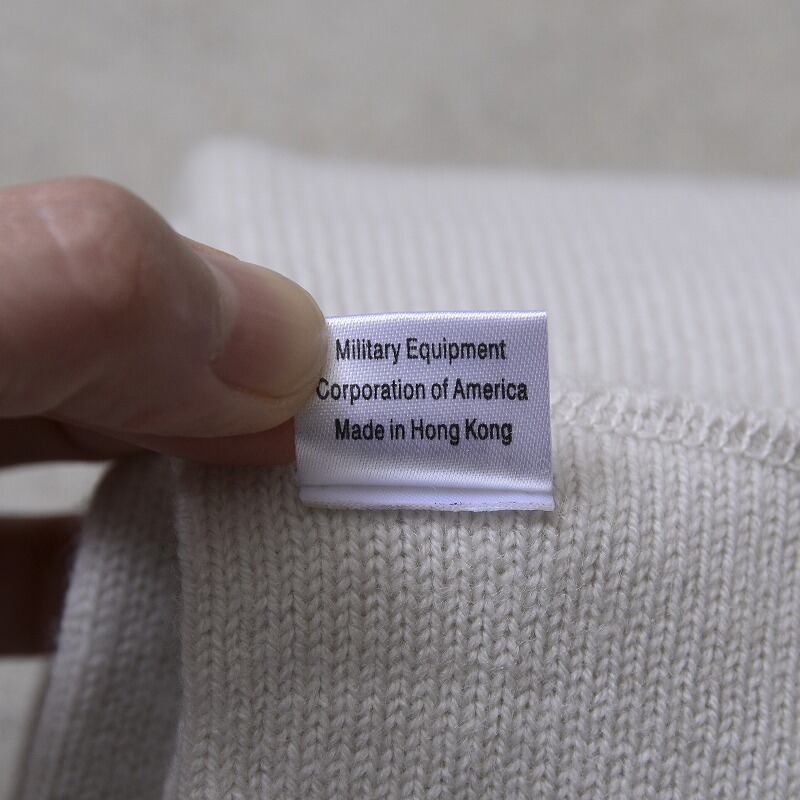 Military Equipment
Corporation of America
Made in Hong Kong